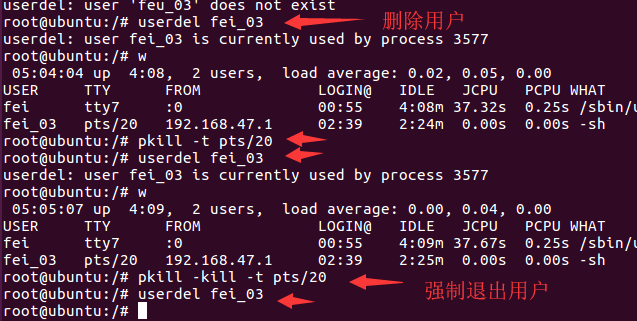 userdel: user 'feu_03' does not exist
root@ubuntu:/# userdel fei_03 删除用户
userdel: user fei_03 is currently used by process 3577
root@ubuntu:/# w
05:04:04 up 4:08, 2 users, load average: 0.02, 0.05, 0.00
USER TTY FROM LOGIN@ IDLE JCPU PCPU WHAT
fei tty7 :0 00:55 4:08m 37.32s 0.25s /sbin/u
fei_03 pts/20 192.168.47.1 02:39 2:24m 0.00s 0.00s -sh
root@ubuntu:/# pkill -t pts/20
root@ubuntu:/# userdel fei_03
userdel: user fei_03 is currently used by process 3577
root@ubuntu:/# w
05:05:07 up 4:09, 2 users, load average: 0.00, 0.04, 0.00
USER TTY FROM LOGIN@ IDLE JCPU PCPU WHAT
fei tty7 :0 00:55 4:09m 37.67s 0.25s /sbin/u
fei_03 pts/20 192.168.47.1 02:39 2:25m 0.00s 0.00s -sh
root@ubuntu:/# pkill -kill -t pts/20
强制退出用户
root@ubuntu:/# userdel fei_03
root@ubuntu:/#